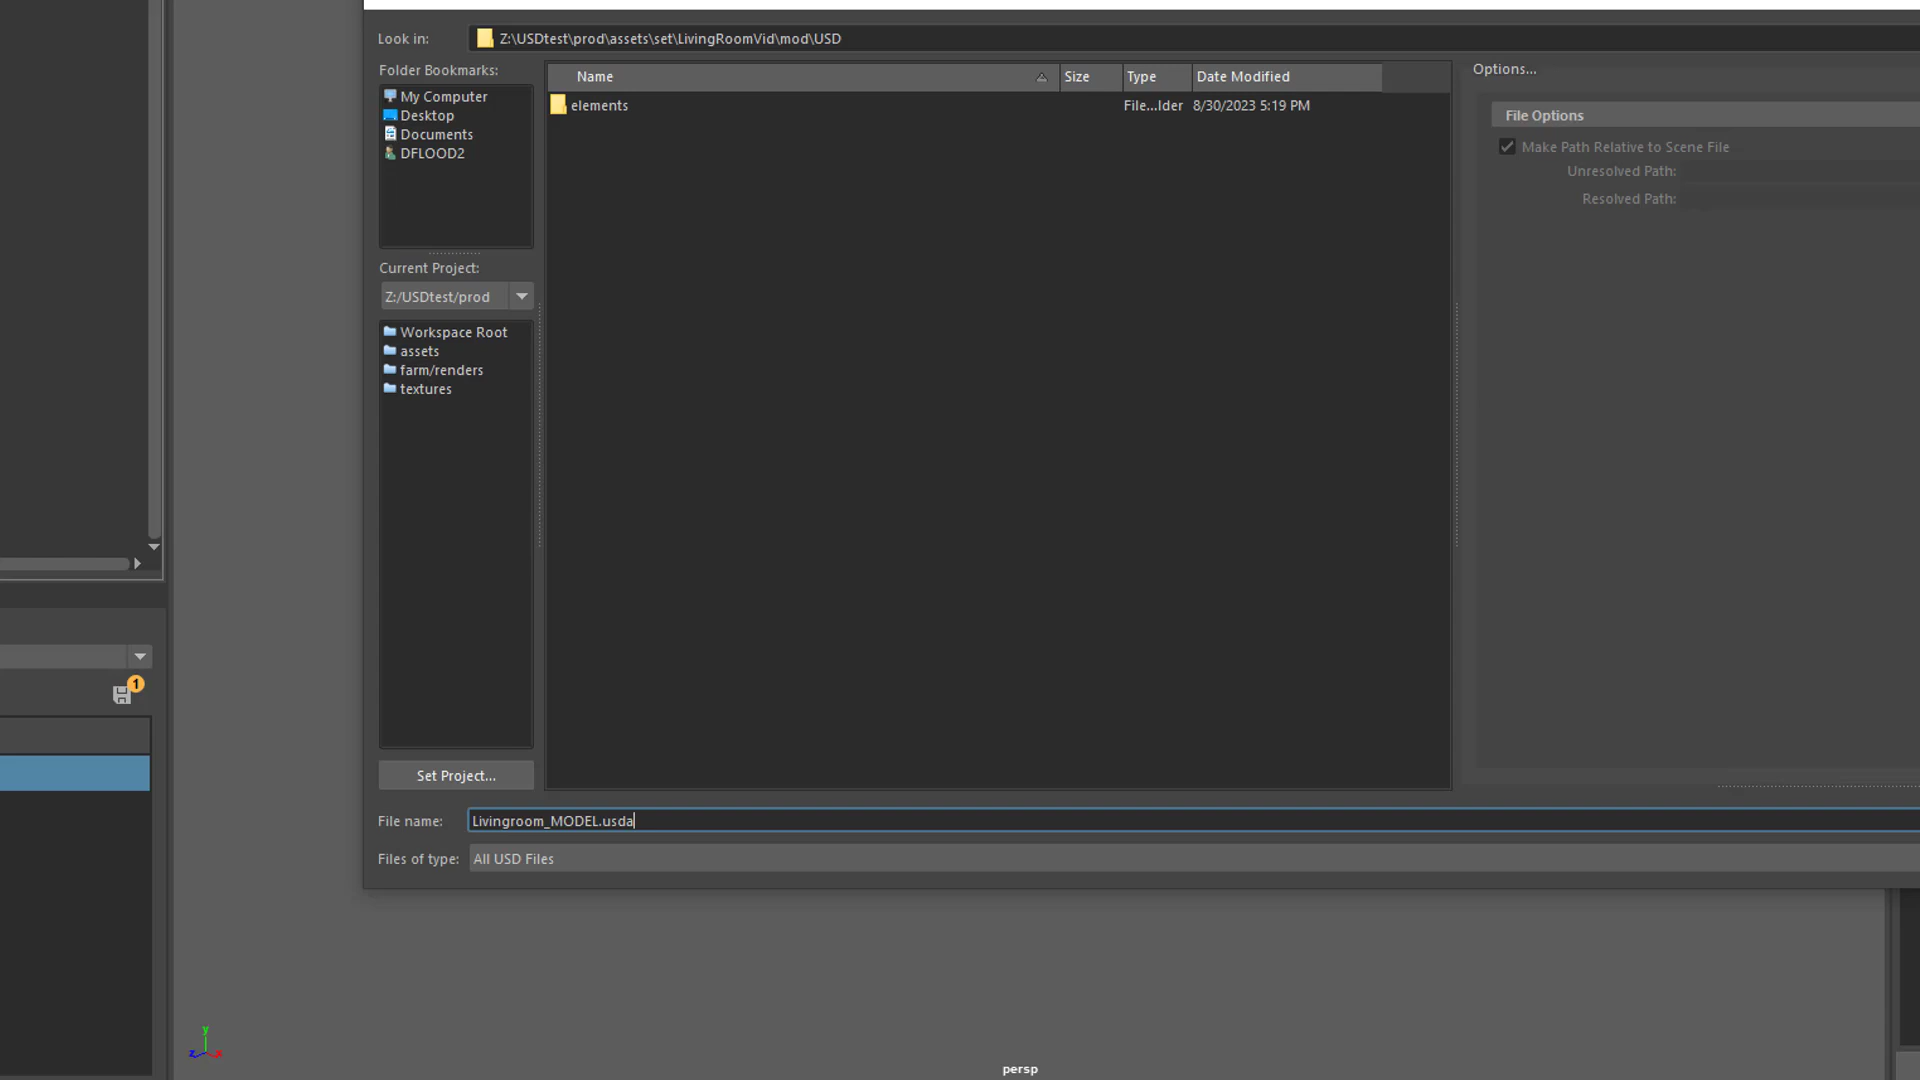 Look in:
Z:\USDtest\prod\assets\set\LivingRoomVid\mod\USD
Folder Bookmarks:
My Computer
Desktop
Documents
DFLOOD2
Name
Size
Type
Date Modified
elements
File...lder
8/30/2023 5:19 PM
Options...
File Options
Make Path Relative to Scene File
Unresolved Path:
Resolved Path:
Current Project:
Z:/USDtest/prod
Workspace Root
assets
farm/renders
textures
1
Set Project...
File name:
Livingroom_MODEL.usda
Files of type:
All USD Files
y
z
x
persp